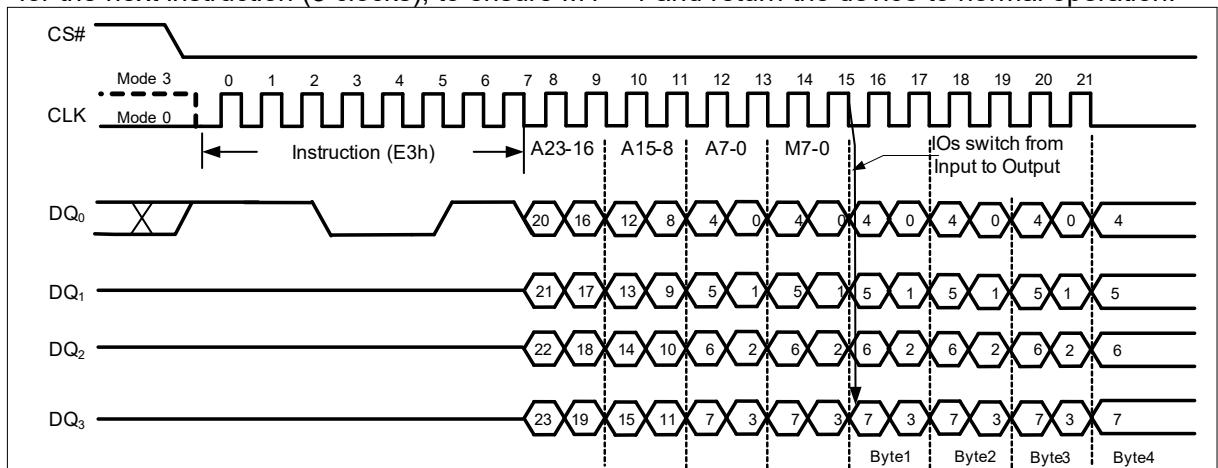 for the next instruction (8 clocks), to ensure M4 = 1 and return the device to normal operation.
CS#
Mode 3 0 1 2 3 4 5 6 7 8 9 10 11 12 13 14 15 16 17 18 19 20 21
CLK Mode 0
Instruction (E3h) A23-16 A15-8 A7-0 M7-0 IOs switch from
Input to Output
DQ0 20 16 12 8 4 0 4 0 4 0 4 0 4 0 4
DQ1 21 17 13 9 5 1 5 1 5 1 5 1 5 1 5
DQ2 22 18 14 10 6 2 6 2 6 2 6 2 6 2 6
DQ3 23 19 15 11 7 3 7 3 7 3 7 3 7 3 7
Byte1 Byte2 Byte3 Byte4